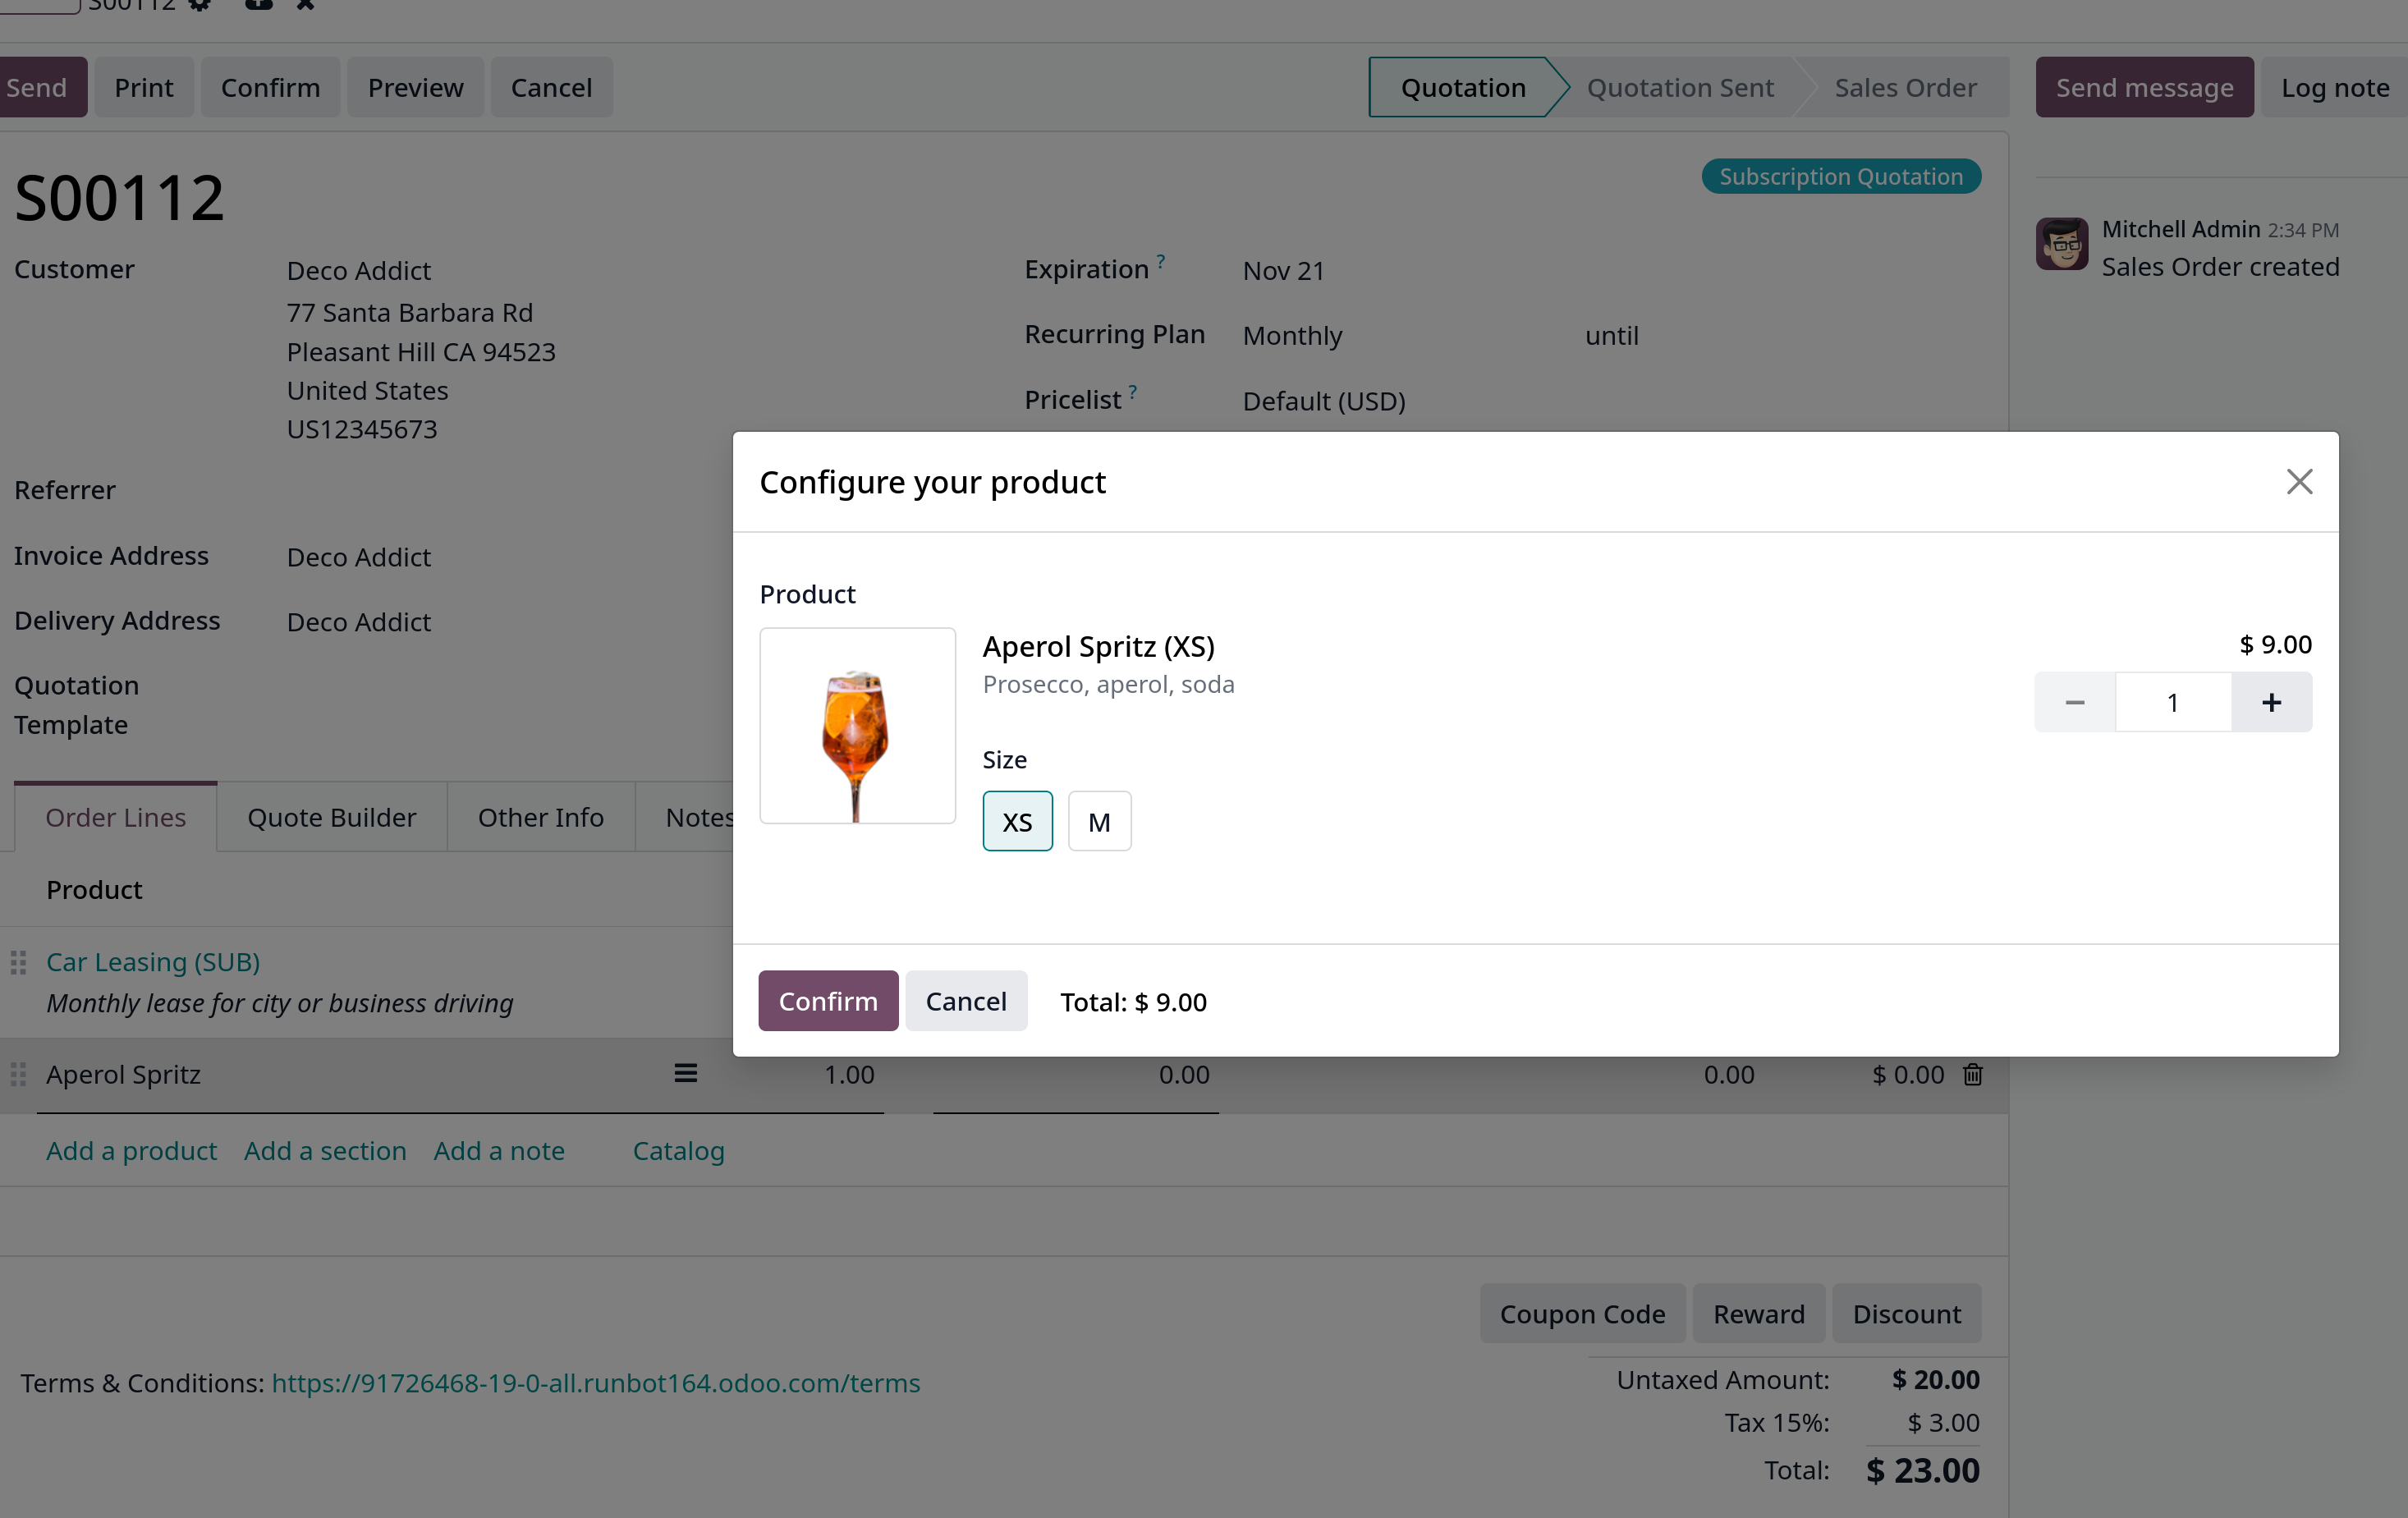 S00112
Send
Print
Confirm
Preview
Cancel
Quotation
Quotation Sent
Sales Order
Send message
Log note
S00112
Subscription Quotation
Customer
Deco Addict
77 Santa Barbara Rd
Pleasant Hill CA 94523
United States
US12345673
Expiration ?
Nov 21
Recurring Plan
Monthly
until
Pricelist ?
Default (USD)
Mitchell Admin 2:34 PM
Sales Order created
Referrer
Invoice Address
Deco Addict
Delivery Address
Deco Addict
Quotation
Template
Configure your product
Product
Aperol Spritz (XS)
Prosecco, aperol, soda
$ 9.00
1
Size
XS
M
Confirm
Cancel
Total: $ 9.00
Order Lines
Quote Builder
Other Info
Notes
Product
Car Leasing (SUB)
Monthly lease for city or business driving
Aperol Spritz
1.00
0.00
0.00
$ 0.00
Add a product
Add a section
Add a note
Catalog
Coupon Code
Reward
Discount
Terms & Conditions: https://91726468-19-0-all.runbot164.odoo.com/terms
Untaxed Amount: $ 20.00
Tax 15%: $ 3.00
Total: $ 23.00